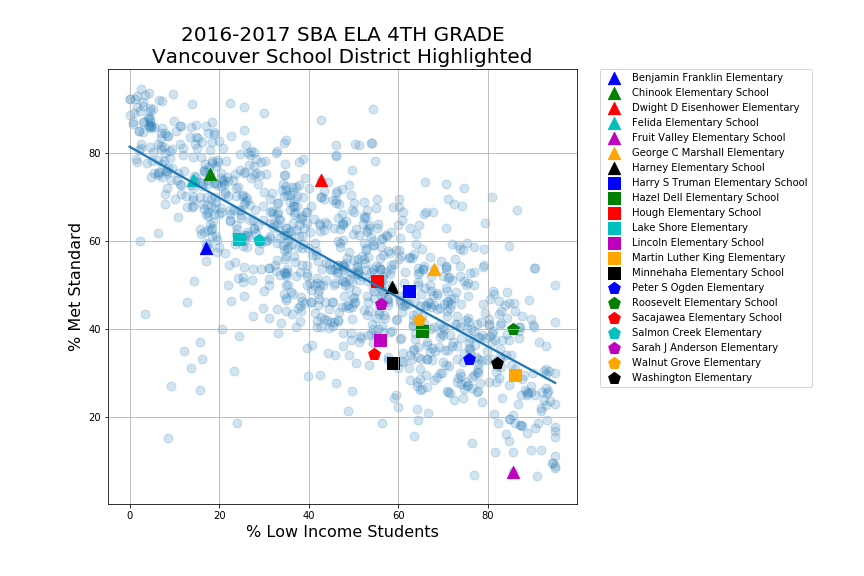 2016-2017 SBA ELA 4TH GRADE
Vancouver School District Highlighted
% Met Standard
80
60
40
20
0 20 40 60 80
% Low Income Students
Benjamin Franklin Elementary
Chinook Elementary School
Dwight D Eisenhower Elementary
Felida Elementary School
Fruit Valley Elementary School
George C Marshall Elementary
Harney Elementary School
Harry S Truman Elementary School
Hazel Dell Elementary School
Hough Elementary School
Lake Shore Elementary
Lincoln Elementary School
Martin Luther King Elementary
Minnehaha Elementary School
Peter S Ogden Elementary
Roosevelt Elementary School
Sacajawea Elementary School
Salmon Creek Elementary
Sarah J Anderson Elementary
Walnut Grove Elementary
Washington Elementary